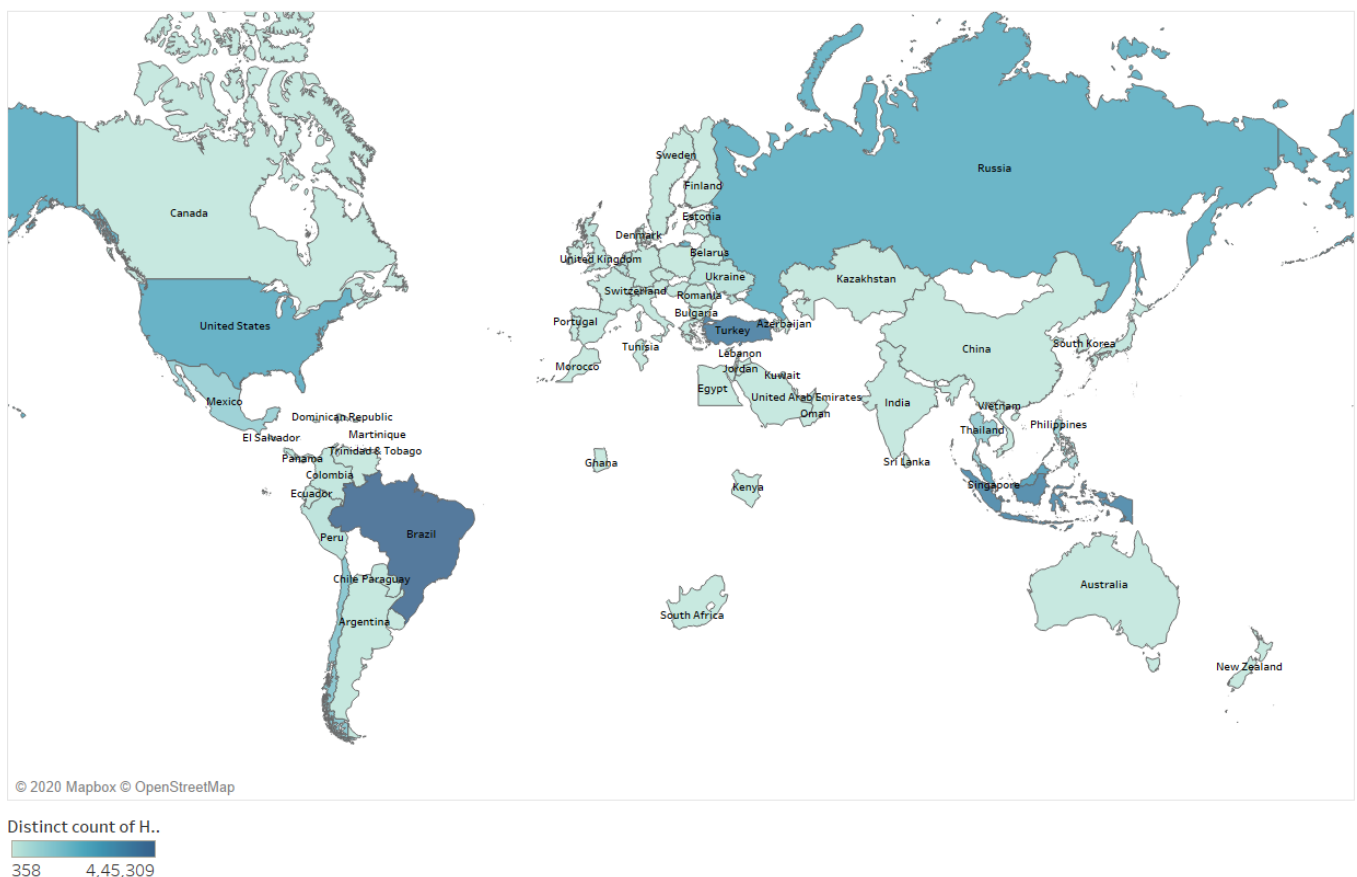 Sweden
Russia
Finland
Canada
Estonia
Denmark
Belarus
United Kingdom
Ukraine
Kazakhstan
Switzerland
Romania
Bulgaria
Portugal
Azerbaijan
United States
Turkey
Tunisia
South Korea
China
Lebanon
Morocco
Jordan
Kuwait
Egypt
United Arab Emirates
Mexico
India
Oman
Vietnam
Dominican Republic
Philippines
Thailand
El Salvador
Martinique
Trinidad & Tobago
Panama
Ghana
Sri Lanka
Colombia
Kenya
Singapore
Ecuador
Brazil
Peru
Chile
Paraguay
Australia
South Africa
Argentina
New Zealand
© 2020 Mapbox © OpenStreetMap
Distinct count of H..
358 4.45.309